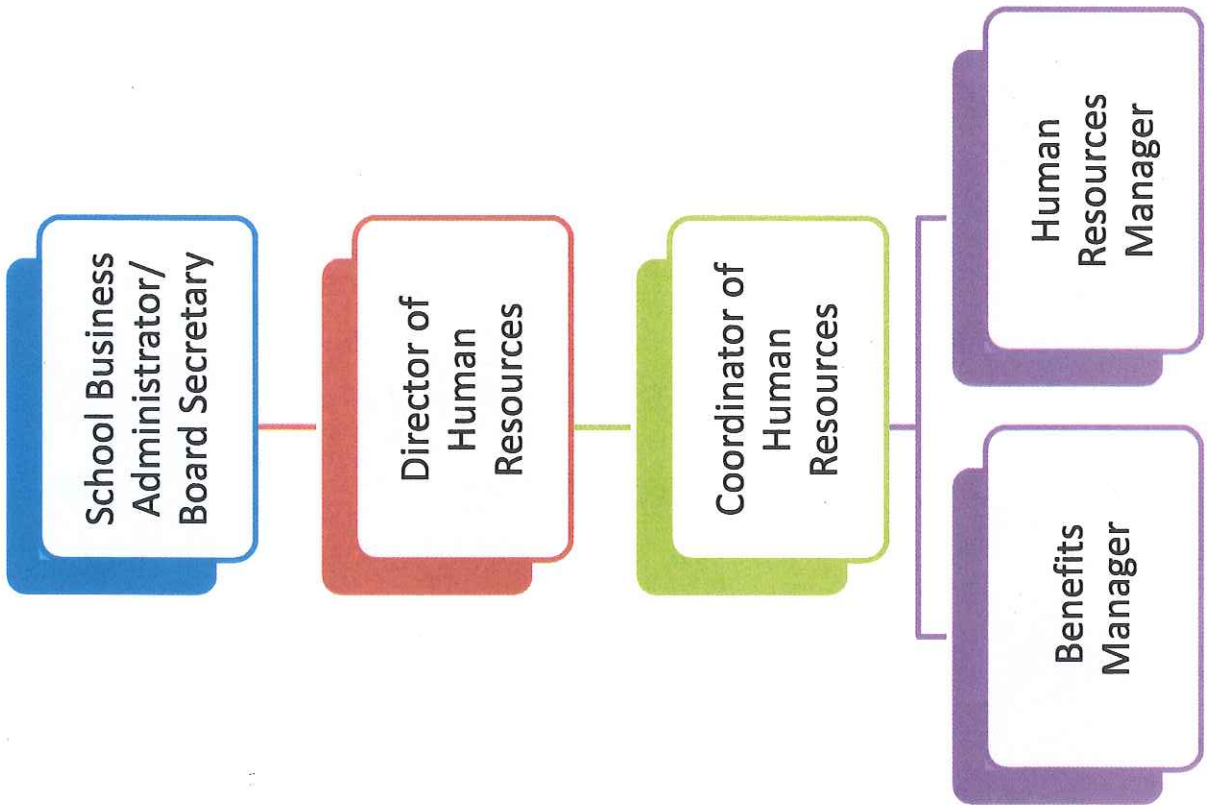 School Business
Administrator/
Board Secretary
Director of
Human
Resources
Coordinator of
Human
Resources
Benefits
Manager
Human
Resources
Manager